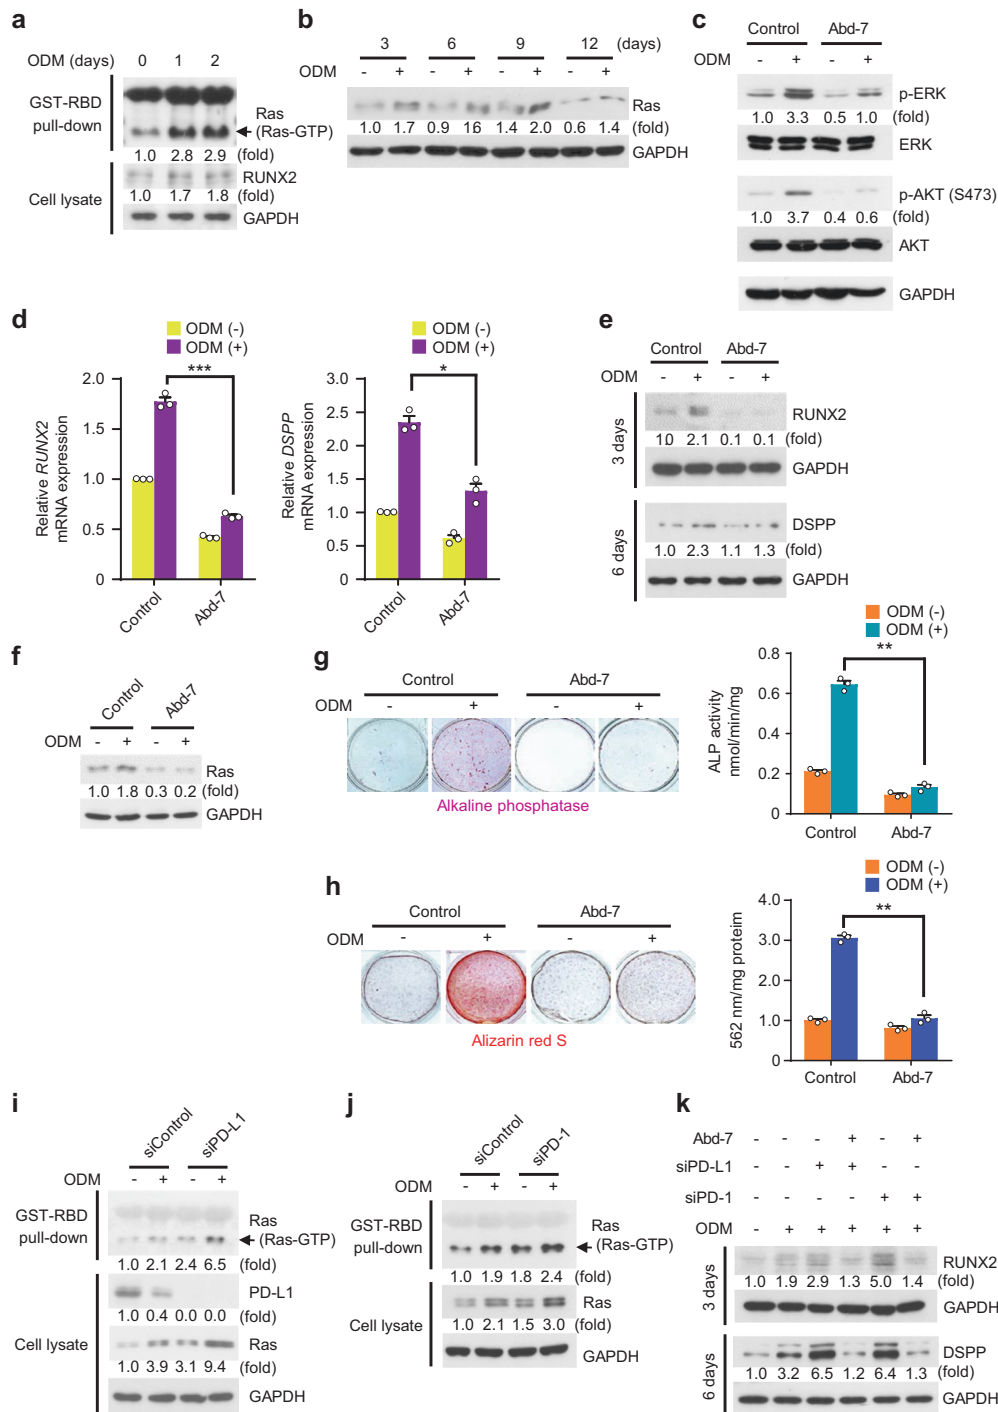 a
ODM (days) 0 1 2
GST-RBD
pull-down
Ras
(Ras-GTP)
1.0 2.8 2.9 (fold)
Cell lysate
RUNX2
1.0 1.7 1.8 (fold)
GAPDH
b
3 6 9 12 (days)
ODM - + - + - + - +
Ras
1.0 1.7 0.9 16 1.4 2.0 0.6 1.4 (fold)
GAPDH
c
Control Abd-7
ODM - + - +
p-ERK
1.0 3.3 0.5 1.0 (fold)
ERK
p-AKT (S473)
1.0 3.7 0.4 0.6 (fold)
AKT
GAPDH
d
ODM (-)
ODM (+)
Relative RUNX2
mRNA expression
2.0
1.5
1.0
0.5
0
***
Control Abd-7
ODM (-)
ODM (+)
Relative DSPP
mRNA expression
3.0
2.5
2.0
1.5
1.0
0.5
0
*
Control Abd-7
e
Control Abd-7
ODM - + - +
3 days
RUNX2
10 2.1 0.1 0.1 (fold)
GAPDH
6 days
DSPP
1.0 2.3 1.1 1.3 (fold)
GAPDH
f
Control Abd-7
ODM - + - +
Ras
1.0 1.8 0.3 0.2 (fold)
GAPDH
g
Control Abd-7
ODM - + - +
Alkaline phosphatase
ODM (-)
ODM (+)
ALP activity
nmol/min/mg
0.8
0.6
0.4
0.2
0
**
Control Abd-7
h
Control Abd-7
ODM - + - +
Alizarin red S
ODM (-)
ODM (+)
562 nm/mg proteim
4.0
3.0
2.0
1.0
0
**
Control Abd-7
i
siControl siPD-L1
ODM - + - +
GST-RBD
pull-down
Ras
(Ras-GTP)
1.0 2.1 2.4 6.5 (fold)
Cell lysate
PD-L1
1.0 0.4 0.0 0.0 (fold)
Ras
1.0 3.9 3.1 9.4 (fold)
GAPDH
j
siControl siPD-1
ODM - + - +
GST-RBD
pull-down
Ras
(Ras-GTP)
1.0 1.9 1.8 2.4 (fold)
Cell lysate
Ras
1.0 2.1 1.5 3.0 (fold)
GAPDH
k
Abd-7 - - - + - +
siPD-L1 - - + + - -
siPD-1 - - - - + +
ODM - + + + + +
3 days
RUNX2
1.0 1.9 2.9 1.3 5.0 1.4 (fold)
GAPDH
6 days
DSPP
1.0 3.2 6.5 1.2 6.4 1.3 (fold)
GAPDH